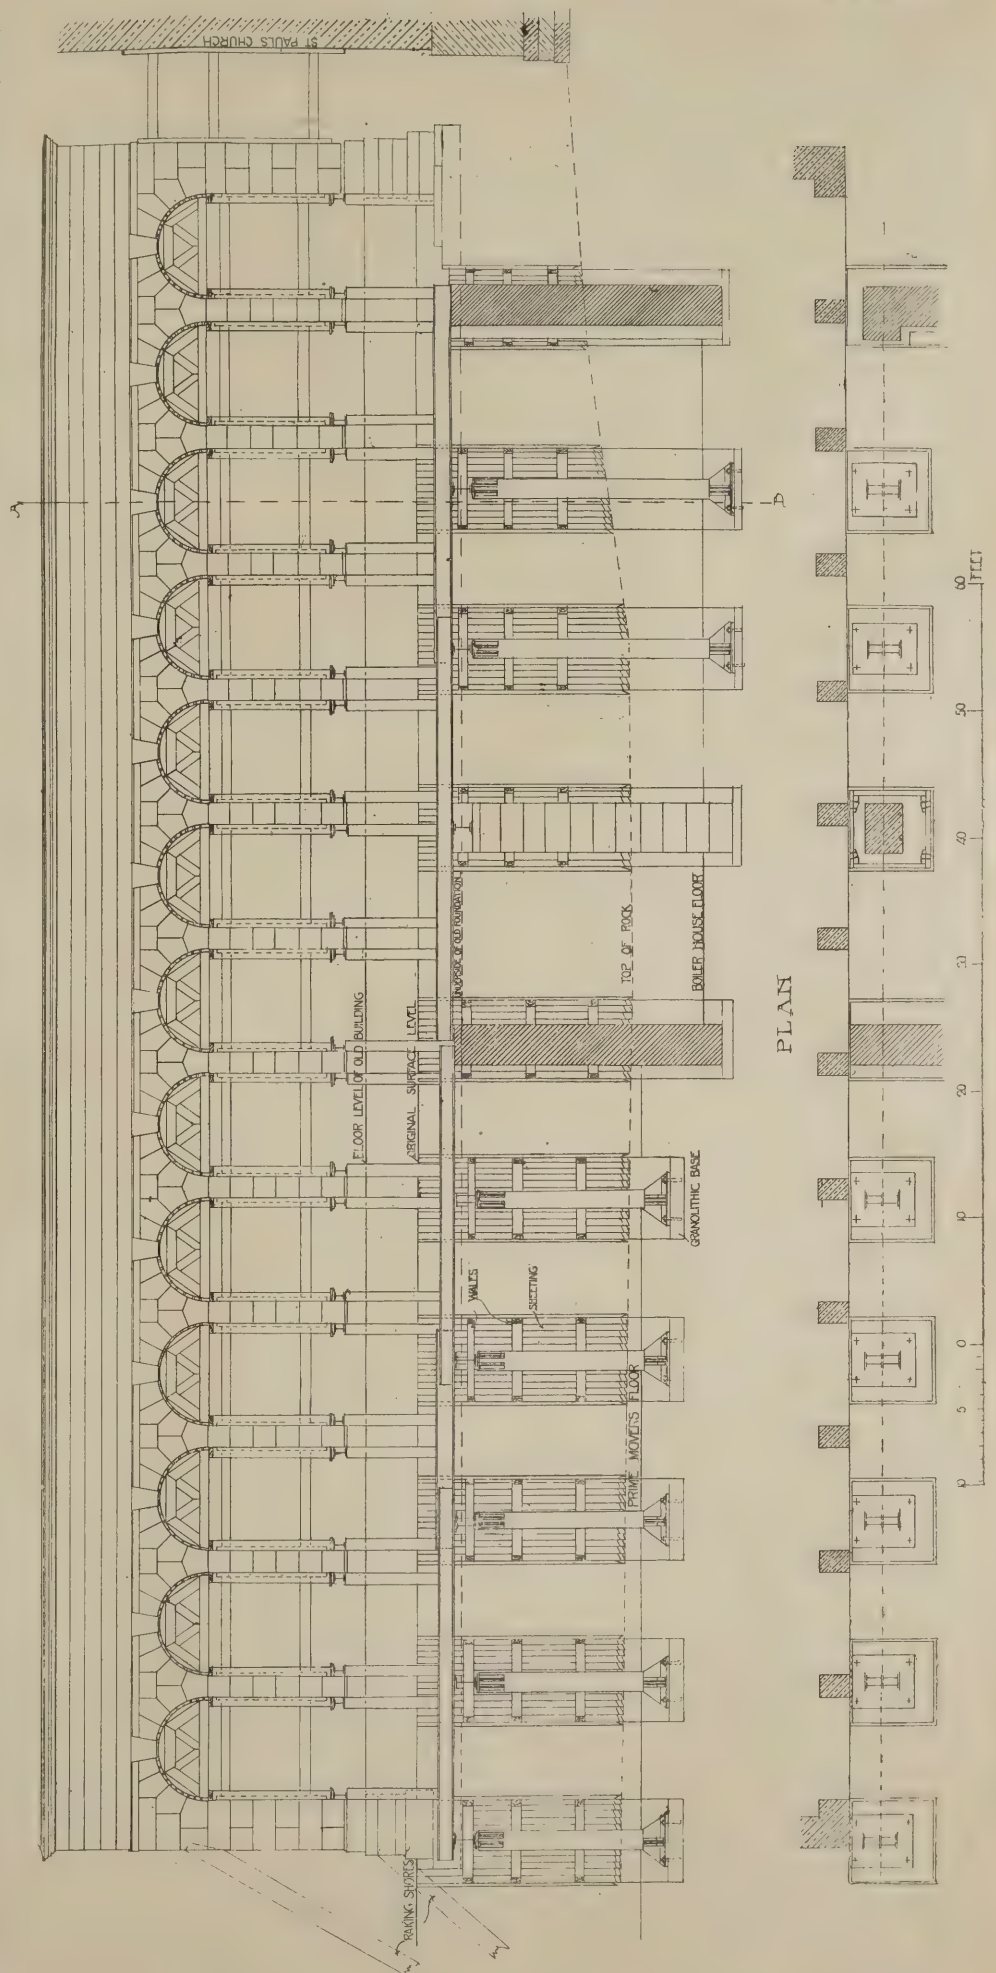 ST PAULS CHURCH
A
B
FLOOR LEVEL OF OLD BUILDING
ORIGINAL SURFACE LEVEL
UNDERSIDE OF OLD FOUNDATION
TOP OF ROCK
BOILER HOUSE FLOOR
WALES
SHEETING
GRANOLITHIC BASE
PRIME MOVERS FLOOR
RAKING SHORES
PLAN
10 5 0 10 20 30 40 50 60 FEET